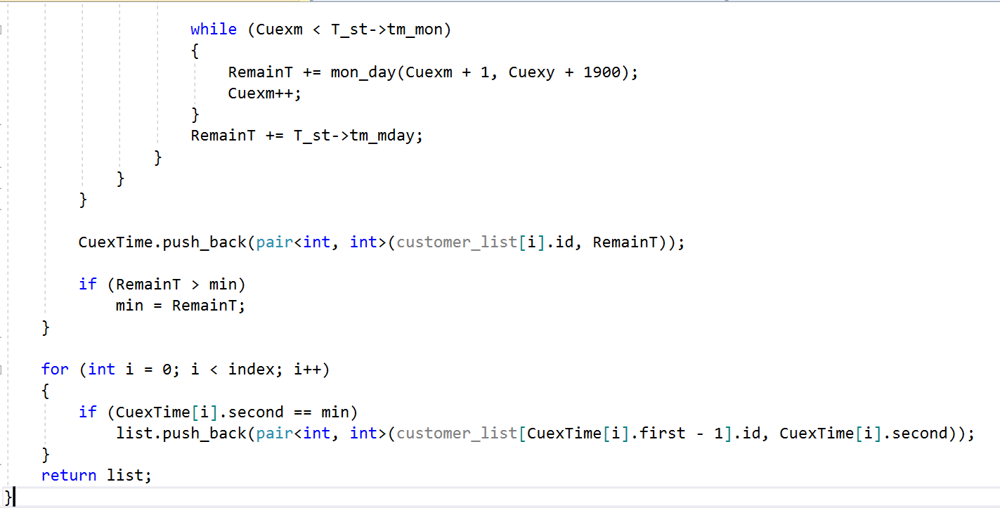 while (Cuexm < T_st->tm_mon)
{
RemainT += mon_day(Cuexm + 1, Cuexy + 1900);
Cuexm++;
}
RemainT += T_st->tm_mday;
}
}
}
CuexTime.push_back(pair<int, int>(customer_list[i].id, RemainT));
if (RemainT > min)
min = RemainT;
}
for (int i = 0; i < index; i++)
{
if (CuexTime[i].second == min)
list.push_back(pair<int, int>(customer_list[CuexTime[i].first - 1].id, CuexTime[i].second));
}
return list;
}